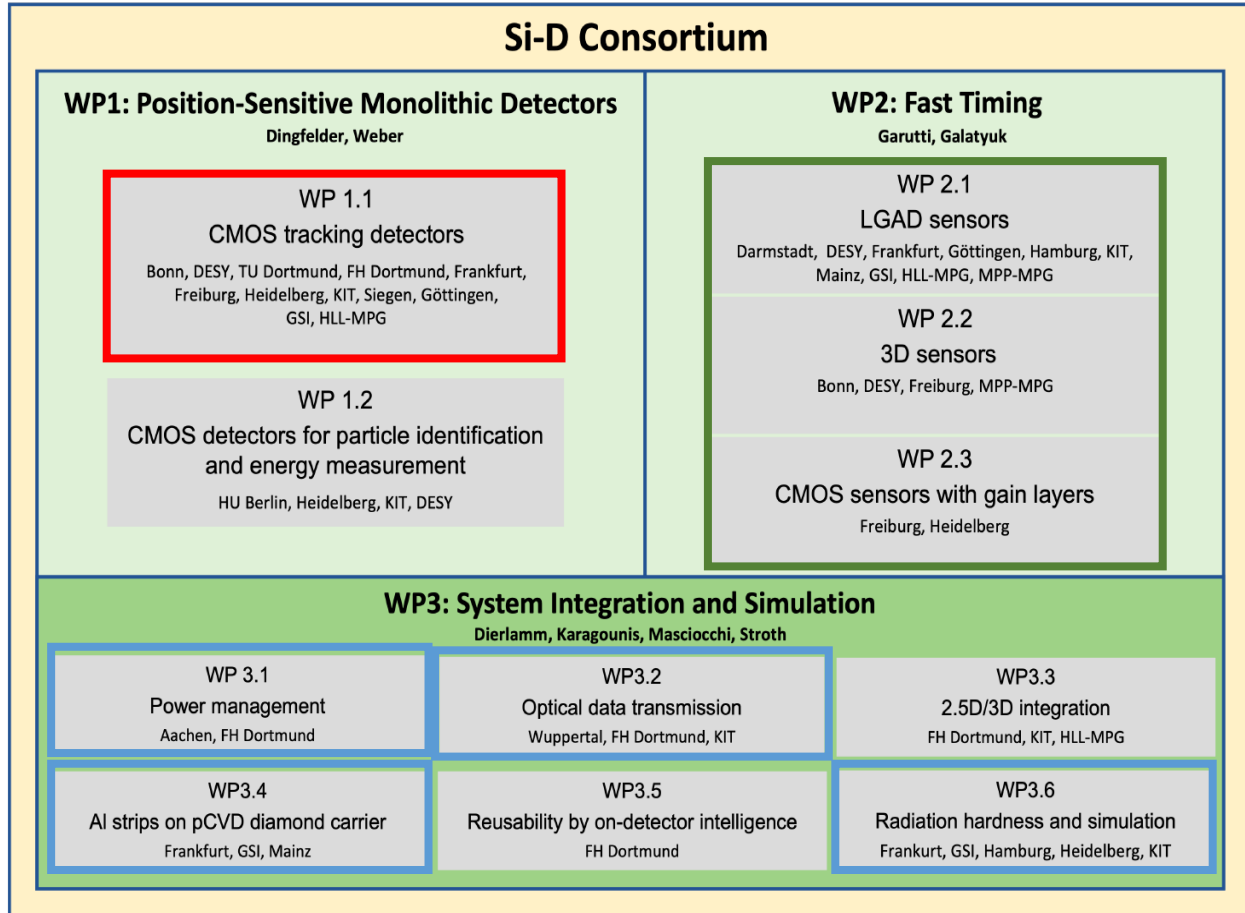 Si-D Consortium
WP1: Position-Sensitive Monolithic Detectors
Dingfelder, Weber
WP 1.1
CMOS tracking detectors
Bonn, DESY, TU Dortmund, FH Dortmund, Frankfurt,
Freiburg, Heidelberg, KIT, Siegen, Göttingen,
GSI, HLL-MPG
WP 1.2
CMOS detectors for particle identification
and energy measurement
HU Berlin, Heidelberg, KIT, DESY
WP2: Fast Timing
Garutti, Galatyuk
WP 2.1
LGAD sensors
Darmstadt, DESY, Frankfurt, Göttingen, Hamburg, KIT,
Mainz, GSI, HLL-MPG, MPP-MPG
WP 2.2
3D sensors
Bonn, DESY, Freiburg, MPP-MPG
WP 2.3
CMOS sensors with gain layers
Freiburg, Heidelberg
WP3: System Integration and Simulation
Dierlamm, Karagounis, Masciocchi, Stroth
WP 3.1
Power management
Aachen, FH Dortmund
WP3.2
Optical data transmission
Wuppertal, FH Dortmund, KIT
WP3.3
2.5D/3D integration
FH Dortmund, KIT, HLL-MPG
WP3.4
Al strips on pCVD diamond carrier
Frankfurt, GSI, Mainz
WP3.5
Reusability by on-detector intelligence
FH Dortmund
WP3.6
Radiation hardness and simulation
Frankurt, GSI, Hamburg, Heidelberg, KIT